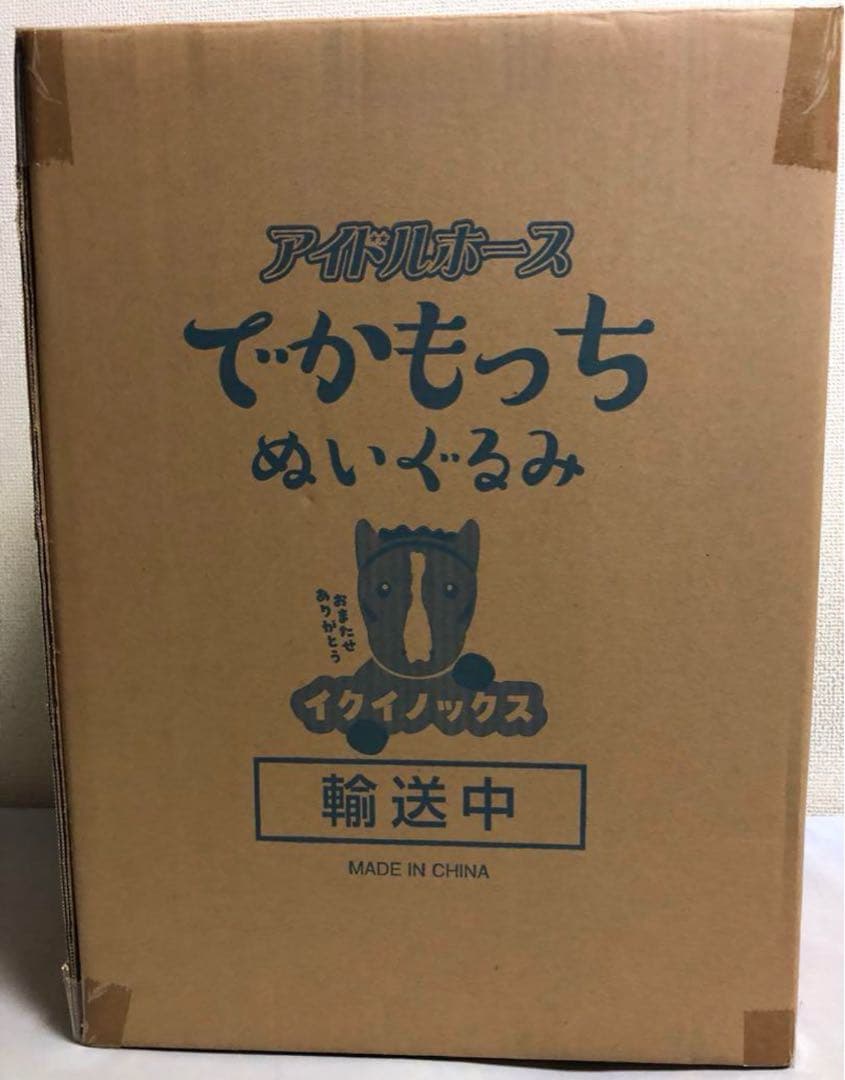 アイドルホース
でかもっち
ぬいぐるみ
おまたせ
ありがとう
イクイノックス
輸送中
MADE IN CHINA